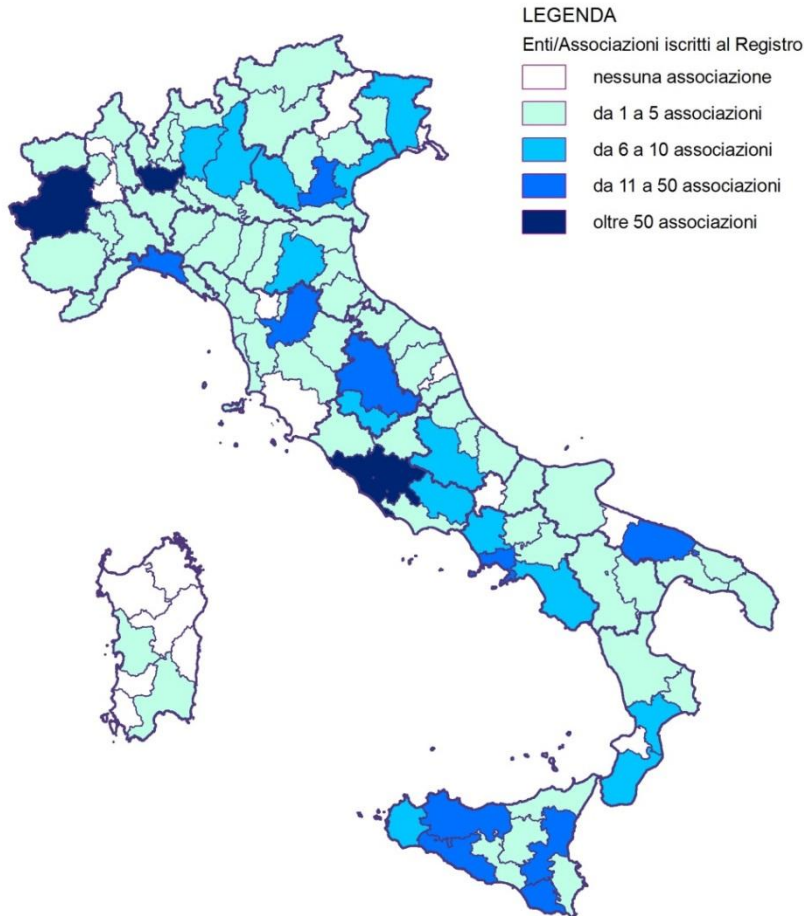 LEGENDA
Enti/Associazioni iscritti al Registro
nessuna associazione
da 1 a 5 associazioni
da 6 a 10 associazioni
da 11 a 50 associazioni
oltre 50 associazioni